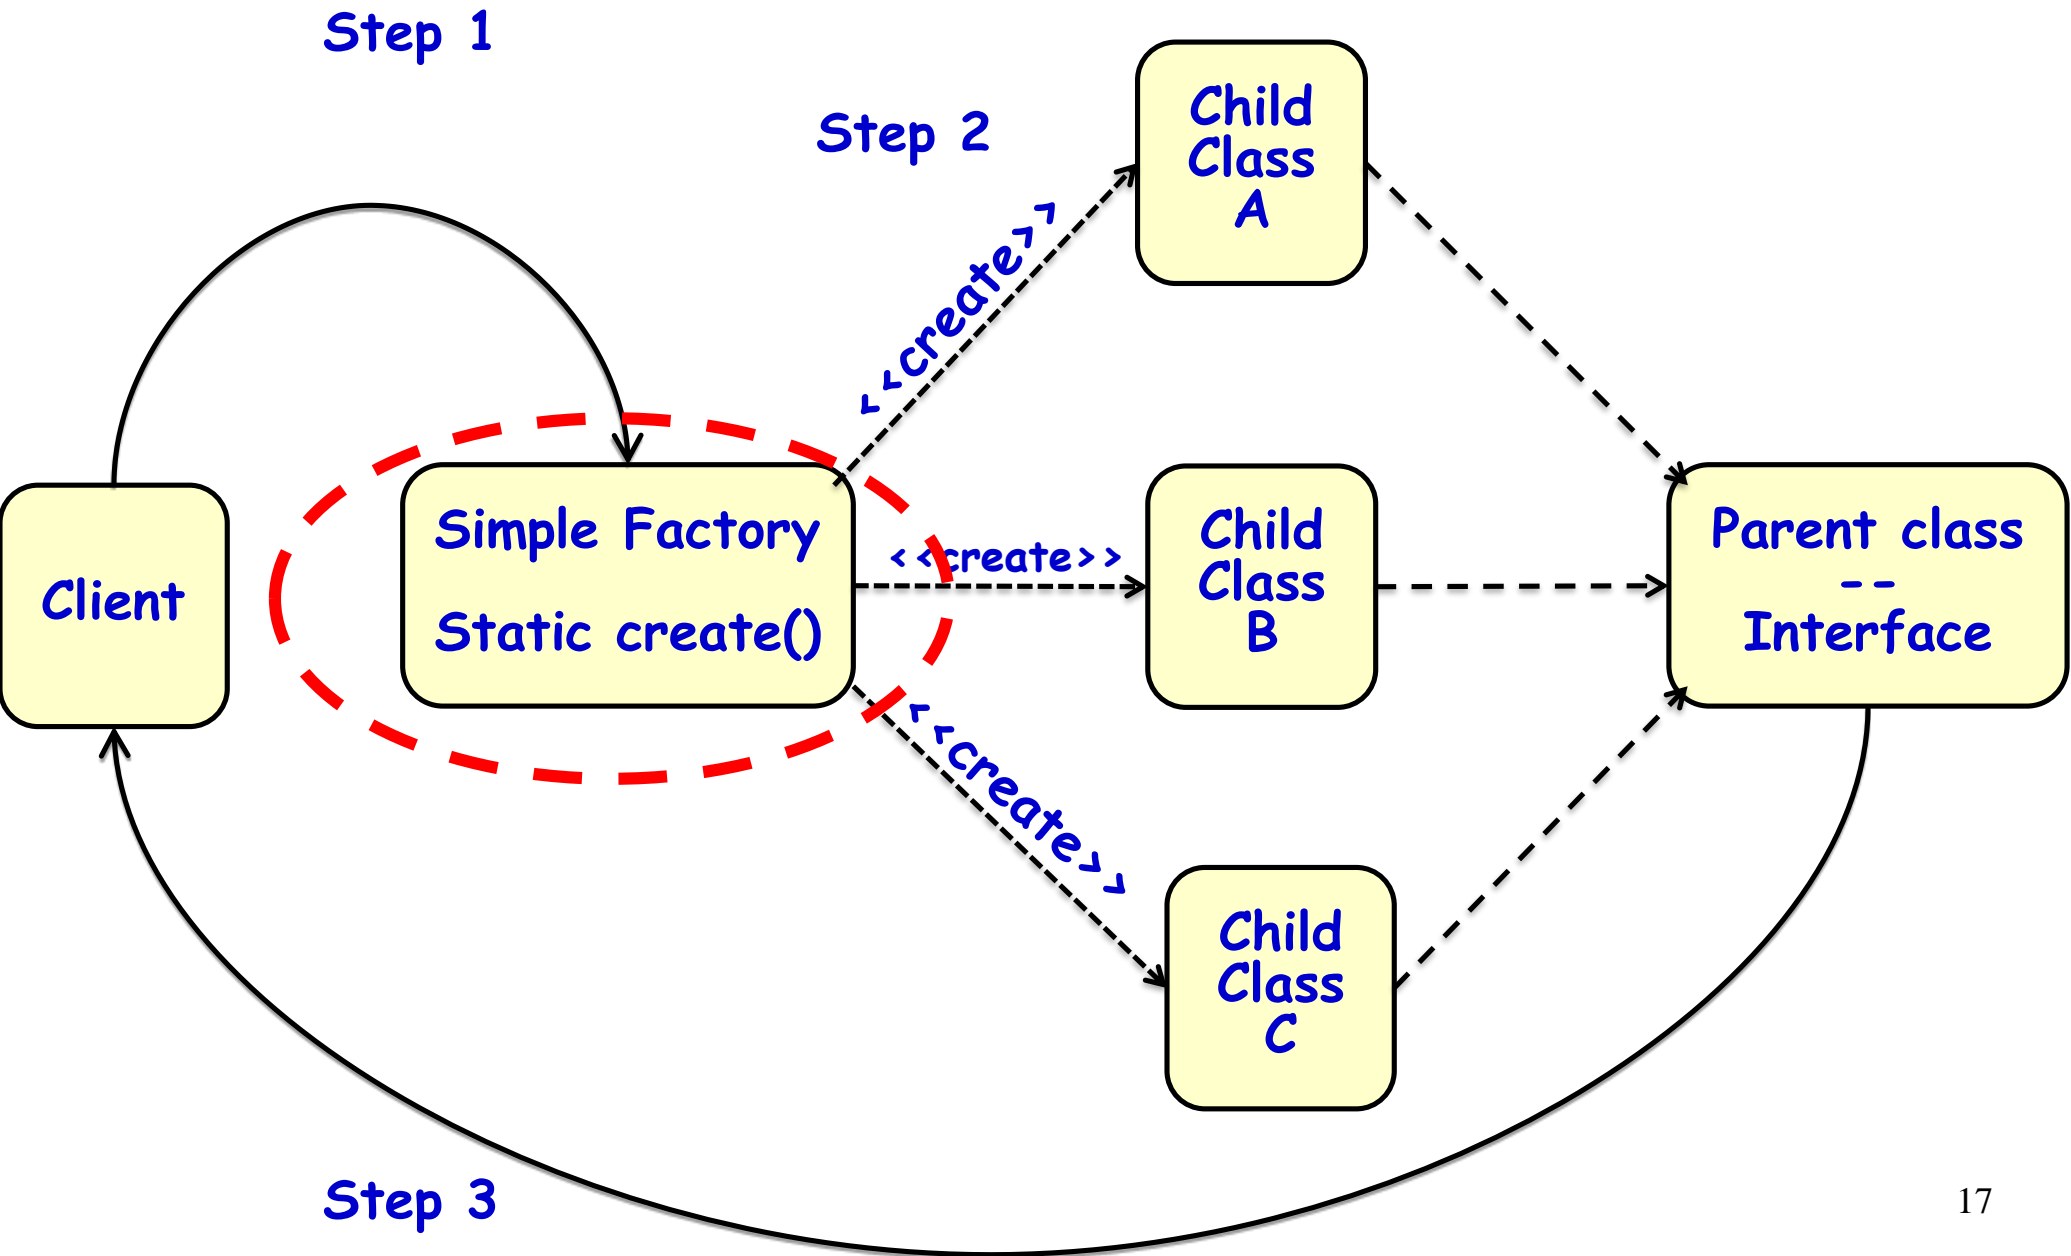 Step 1
Step 2
Child
Class
A
<<create>>
Client
Simple Factory
Static create()
<<create>>
Child
Class
B
Parent class
--
Interface
<<create>>
Child
Class
C
Step 3
17